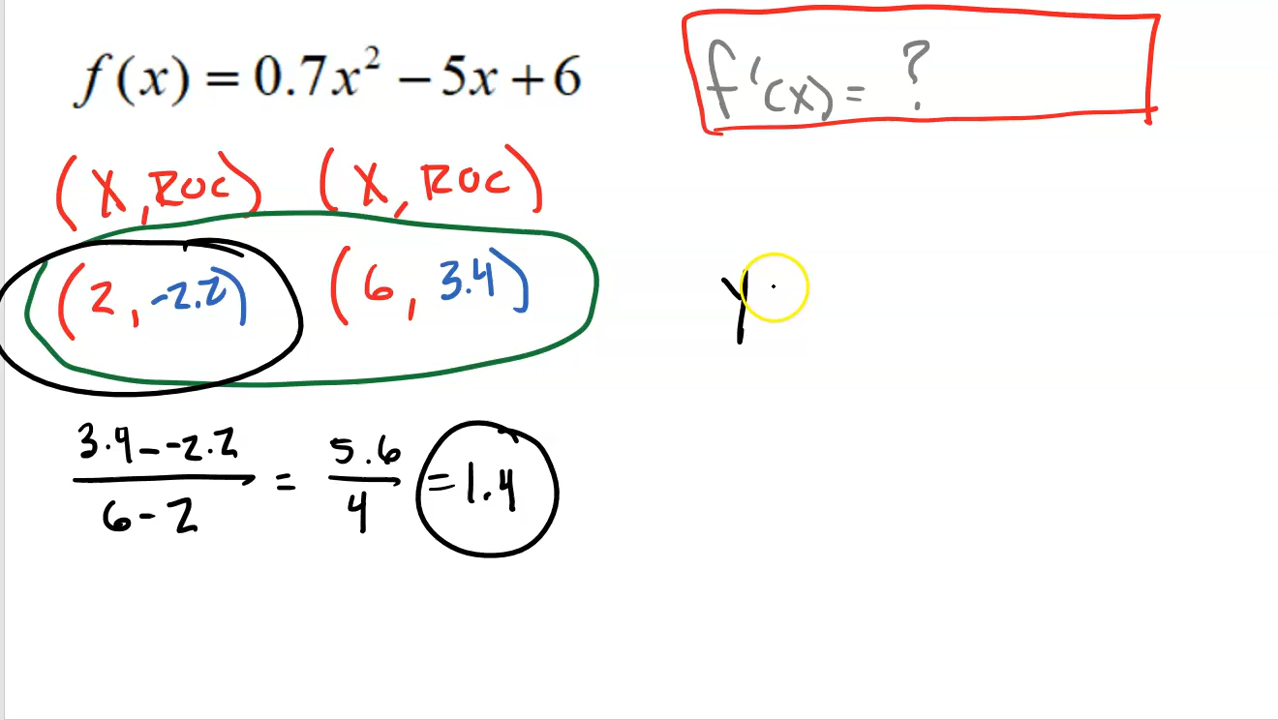 f(x) = 0.7x² − 5x + 6
f'(x) = ?
(X, ROC) (X, ROC)
(2, -2.2) (6, 3.4)
y
3.4 - -2.2
6 - 2
=
5.6
4
= 1.4